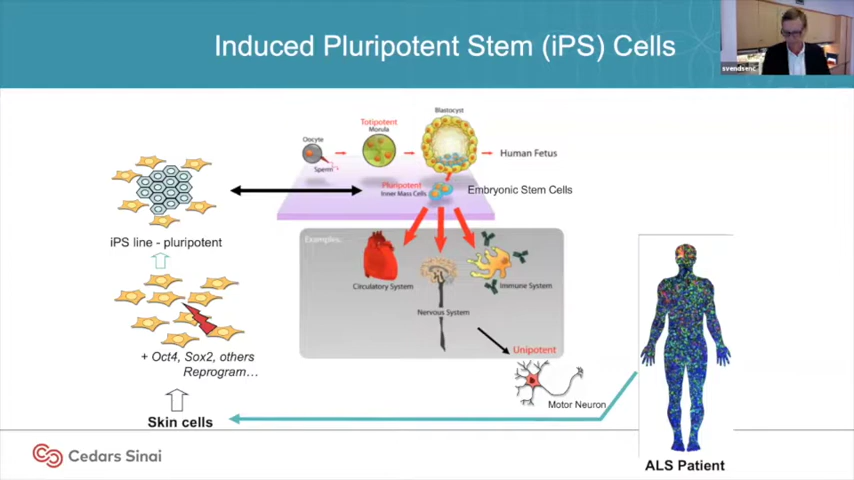 Induced Pluripotent Stem (iPS) Cells
svendsenc
Blastocyst
Totipotent
Morula
Oocyte
Sperm
Human Fetus
Pluripotent
Inner Mass Cells
Embryonic Stem Cells
iPS line - pluripotent
Examples:
Circulatory System
Immune System
Nervous System
Unipotent
Motor Neuron
+ Oct4, Sox2, others
Reprogram...
Skin cells
Cedars Sinai
ALS Patient